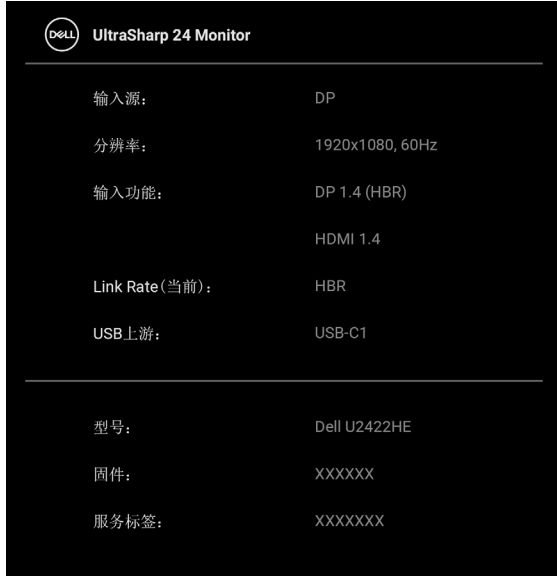 DELL UltraSharp 24 Monitor
输入源： DP
分辨率： 1920x1080, 60Hz
输入功能： DP 1.4 (HBR)
HDMI 1.4
Link Rate（当前）： HBR
USB上游： USB-C1
型号： Dell U2422HE
固件： XXXXXX
服务标签： XXXXXXX